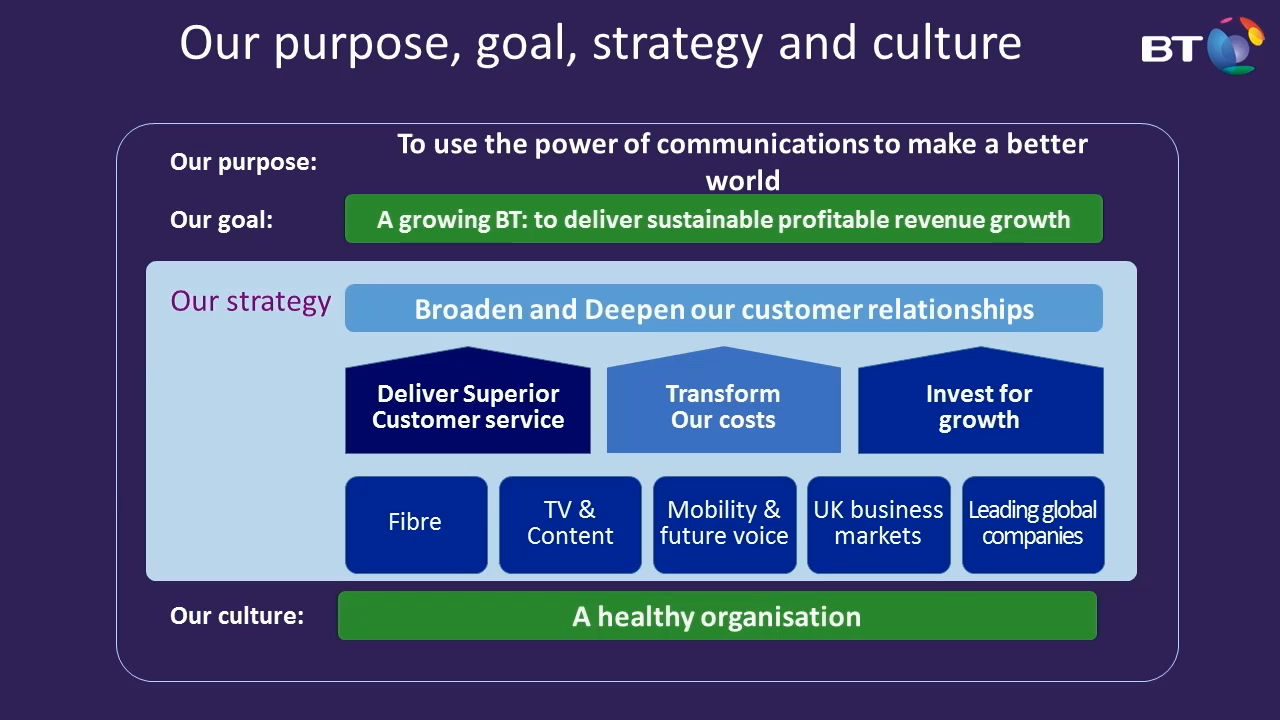 Our purpose, goal, strategy and culture
BT
Our purpose:
To use the power of communications to make a better
world
Our goal:
A growing BT: to deliver sustainable profitable revenue growth
Our strategy
Broaden and Deepen our customer relationships
Deliver Superior
Customer service
Transform
Our costs
Invest for
growth
Fibre
TV &
Content
Mobility &
future voice
UK business
markets
Leading global
companies
Our culture:
A healthy organisation